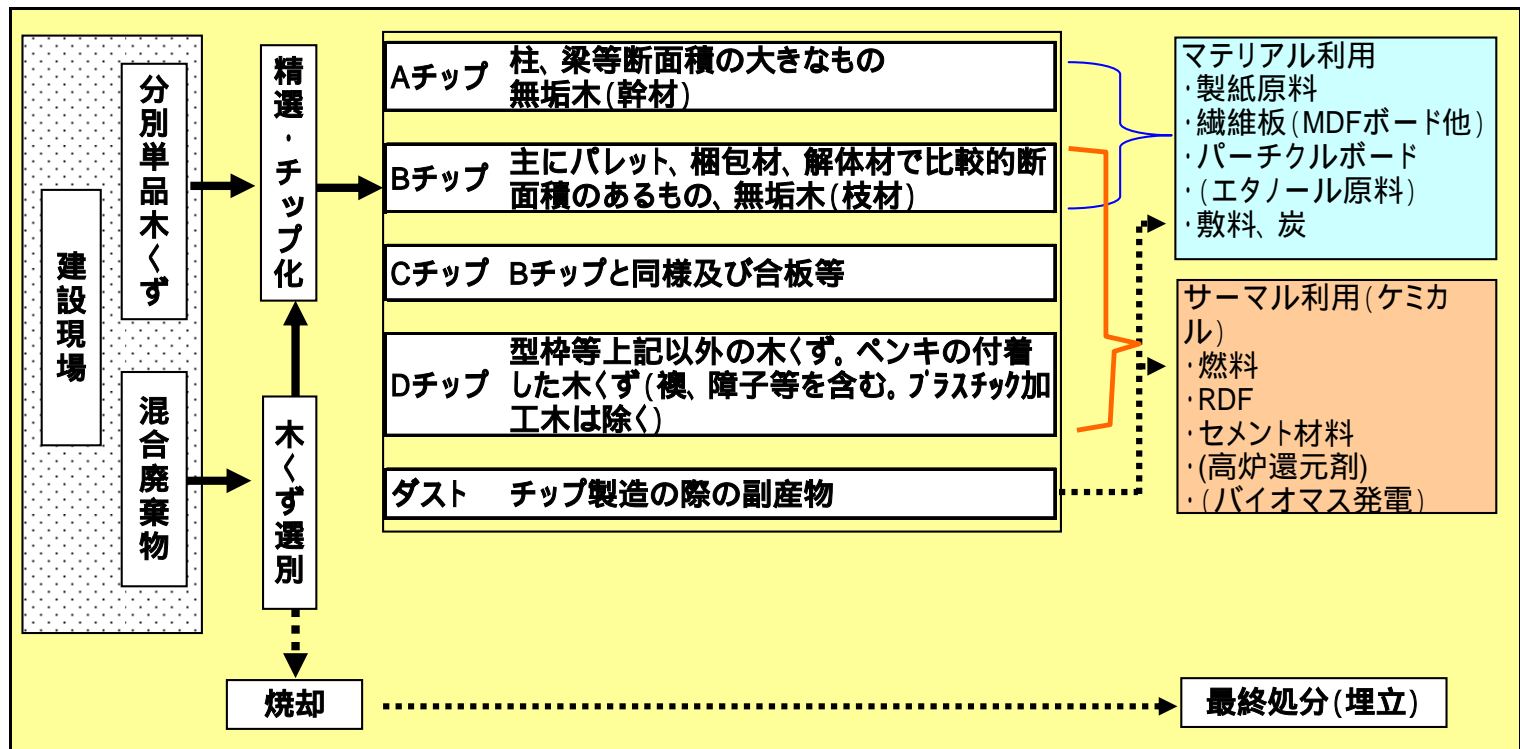 建設現場
分別単品木くず
混合廃棄物
精選・チップ化
木くず選別
焼却
Aチップ 柱、梁等断面積の大きなもの
無垢木(幹材)
Bチップ 主にパレット、梱包材、解体材で比較的断
面積のあるもの、無垢木(枝材)
Cチップ Bチップと同様及び合板等
Dチップ 型枠等上記以外の木くず。ペンキの付着
した木くず(襖、障子等を含む。プラスチック加
工木は除く)
ダスト チップ製造の際の副産物
マテリアル利用
・製紙原料
・繊維板(MDFボード他)
・パーチクルボード
・(エタノール原料)
・敷料、炭
サーマル利用(ケミカ
ル)
・燃料
・RDF
・セメント材料
・(高炉還元剤)
・(バイオマス発電)
最終処分(埋立)